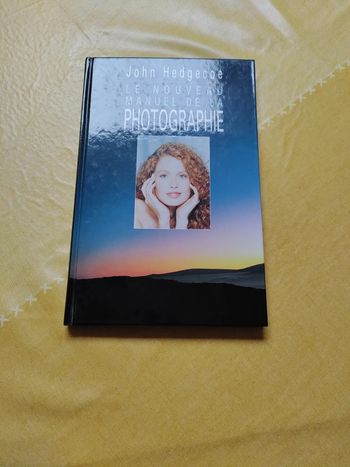 John Hedgecoe
LE NOUVEAU
MANUEL DE LA
PHOTOGRAPHIE